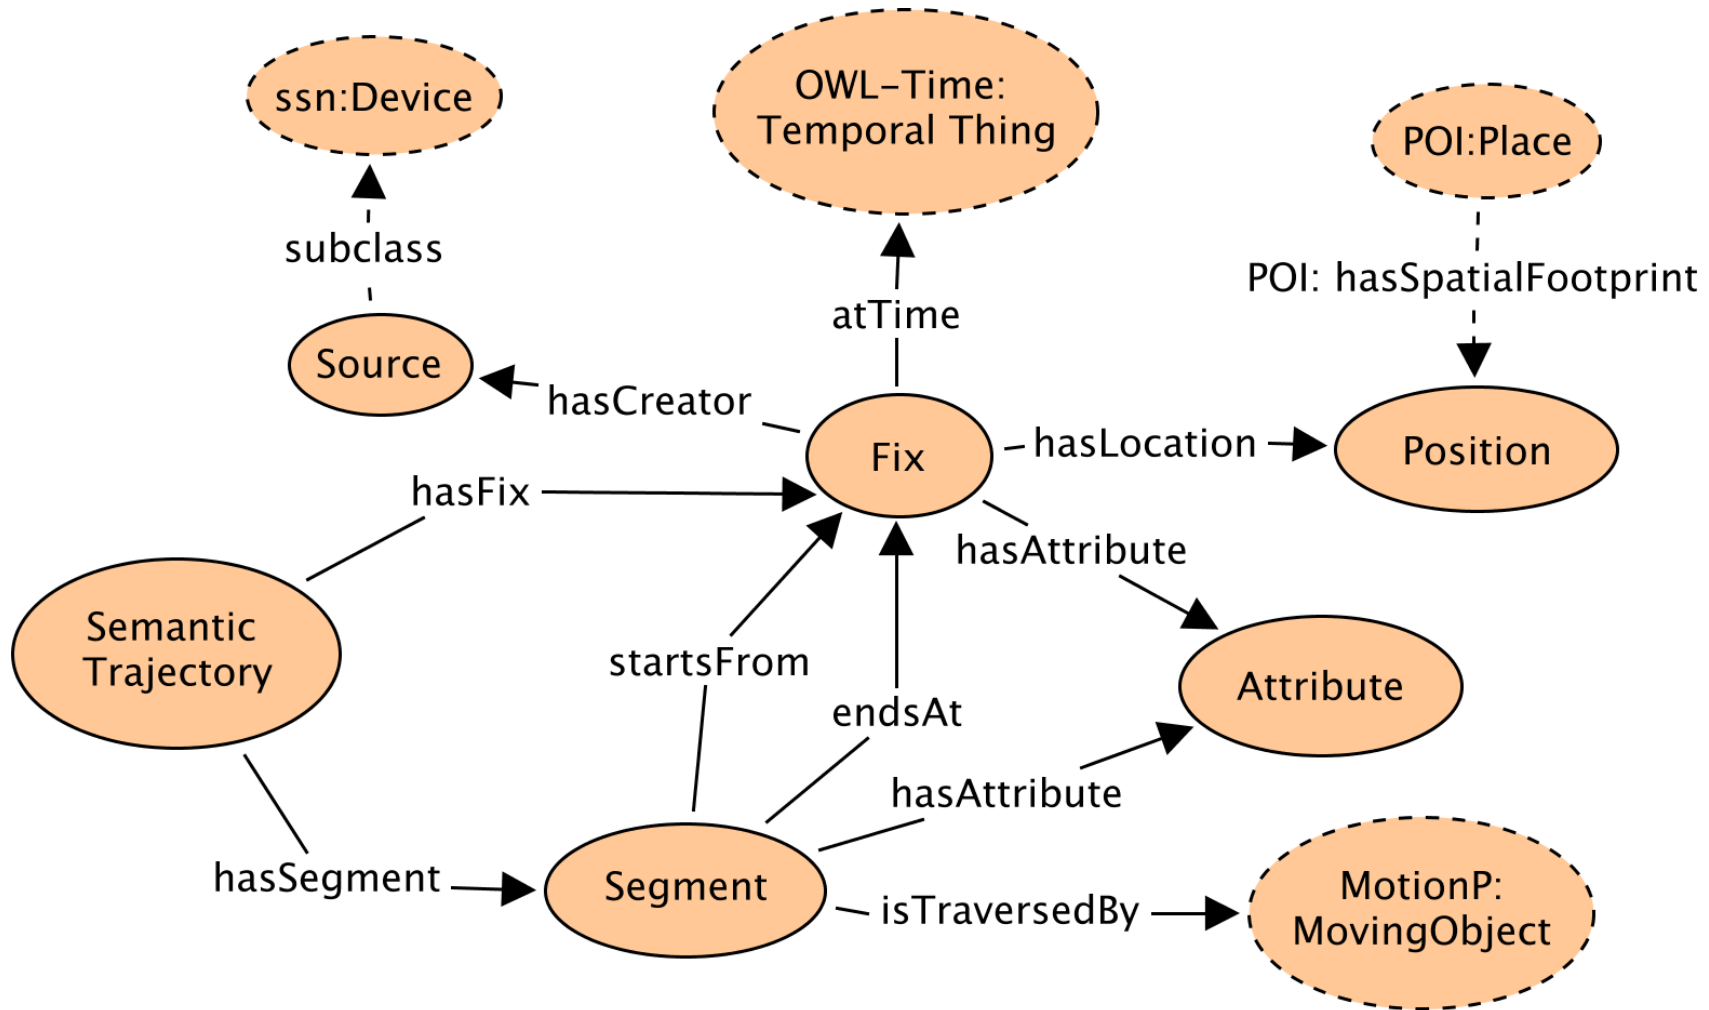 OWL-Time:
Temporal Thing
ssn:Device
POI:Place
subclass
POI: hasSpatialFootprint
atTime
Source
hasCreator
Fix
hasLocation
Position
hasFix
hasAttribute
Semantic
Trajectory
startsFrom
Attribute
endsAt
hasAttribute
hasSegment
Segment
isTraversedBy
MotionP:
MovingObject